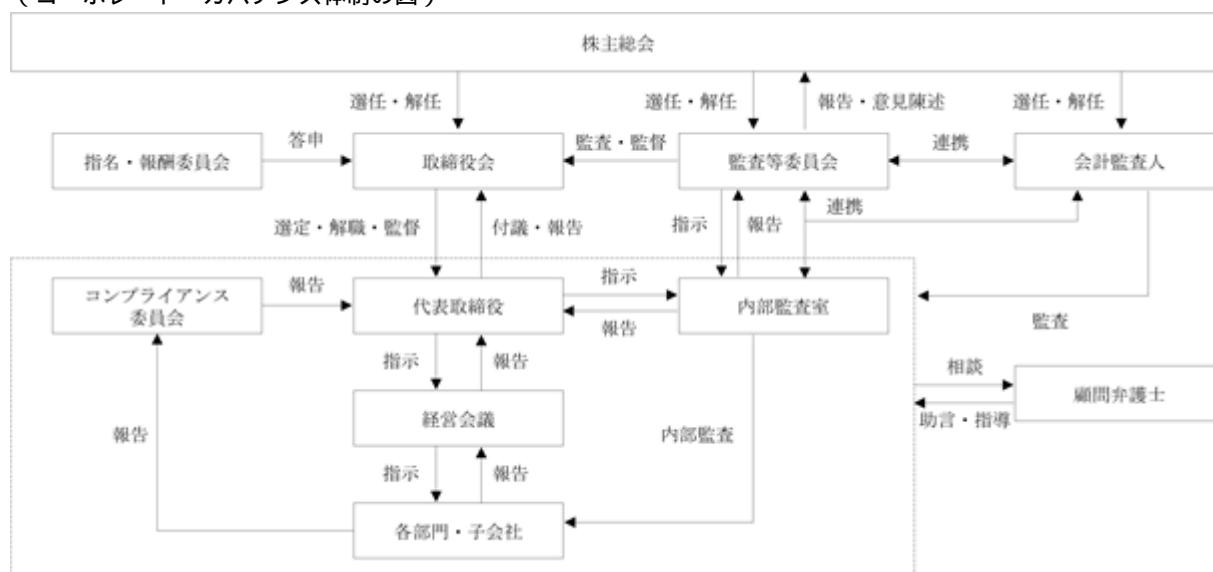 (コーポレート・ガバナンス体制の図)
株主総会
選任・解任
選任・解任
報告・意見陳述
選任・解任
指名・報酬委員会
答申
取締役会
監査・監督
監査等委員会
連携
会計監査人
選定・解職・監督
付議・報告
指示
報告
連携
コンプライアンス
委員会
報告
代表取締役
指示
報告
内部監査室
監査
指示
報告
相談
顧問弁護士
助言・指導
報告
経営会議
内部監査
指示
報告
各部門・子会社